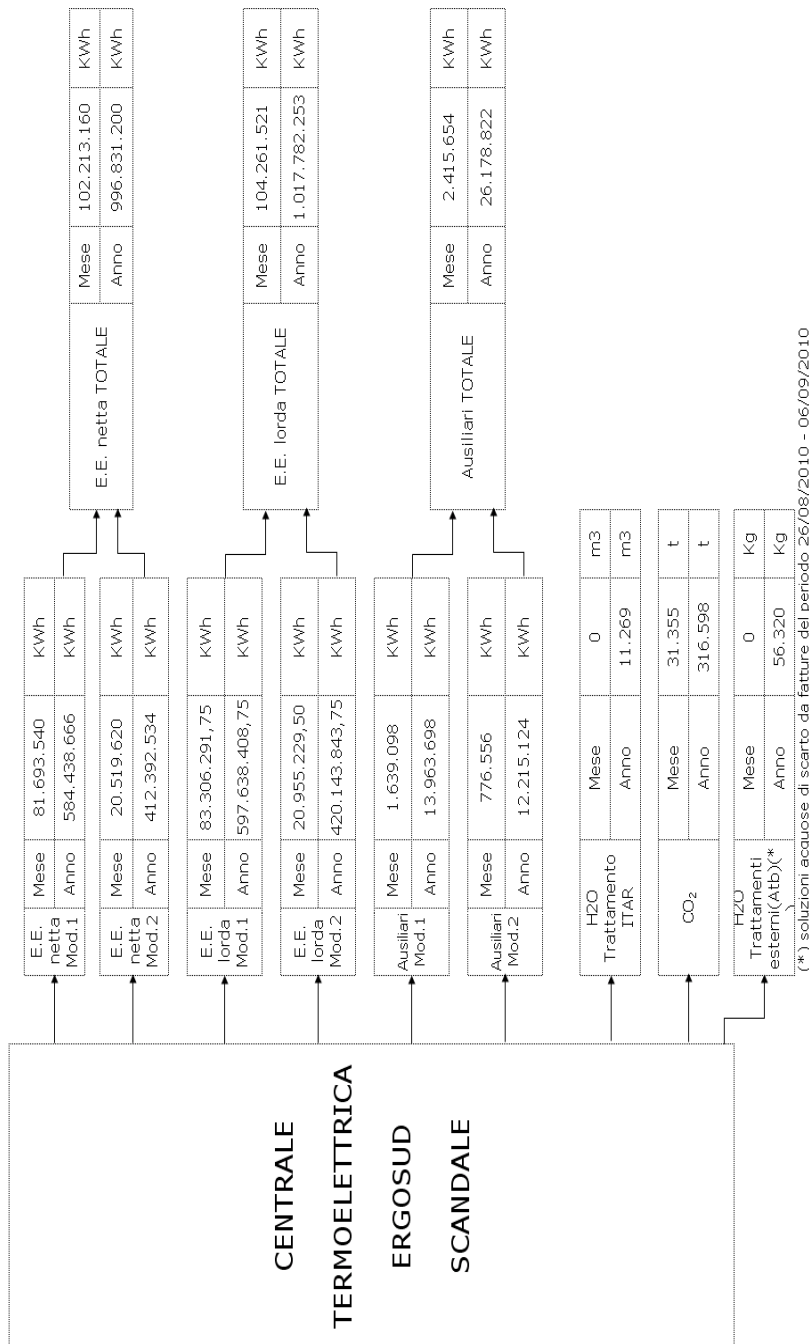 CENTRALE
TERMOELETTRICA
ERGOSUD
SCANDALE
E.E. netta Mod.1 Mese 81.693.540 KWh
Anno 584.438.666 KWh
E.E. netta Mod.2 Mese 20.519.620 KWh
Anno 412.392.534 KWh
E.E. netta TOTALE Mese 102.213.160 KWh
Anno 996.831.200 KWh
E.E. lorda Mod.1 Mese 83.306.291,75 KWh
Anno 597.638.408,75 KWh
E.E. lorda Mod.2 Mese 20.955.229,50 KWh
Anno 420.143.843,75 KWh
E.E. lorda TOTALE Mese 104.261.521 KWh
Anno 1.017.782.253 KWh
Ausiliari Mod.1 Mese 1.639.098 KWh
Anno 13.963.698 KWh
Ausiliari Mod.2 Mese 776.556 KWh
Anno 12.215.124 KWh
Ausiliari TOTALE Mese 2.415.654 KWh
Anno 26.178.822 KWh
H2O Trattamento ITAR Mese 0 m3
Anno 11.269 m3
CO₂ Mese 31.355 t
Anno 316.598 t
H2O Trattamenti esterni(Atb)(*) Mese 0 Kg
Anno 56.320 Kg
(*) soluzioni acquose di scarto da fatture del periodo 26/08/2010 - 06/09/2010